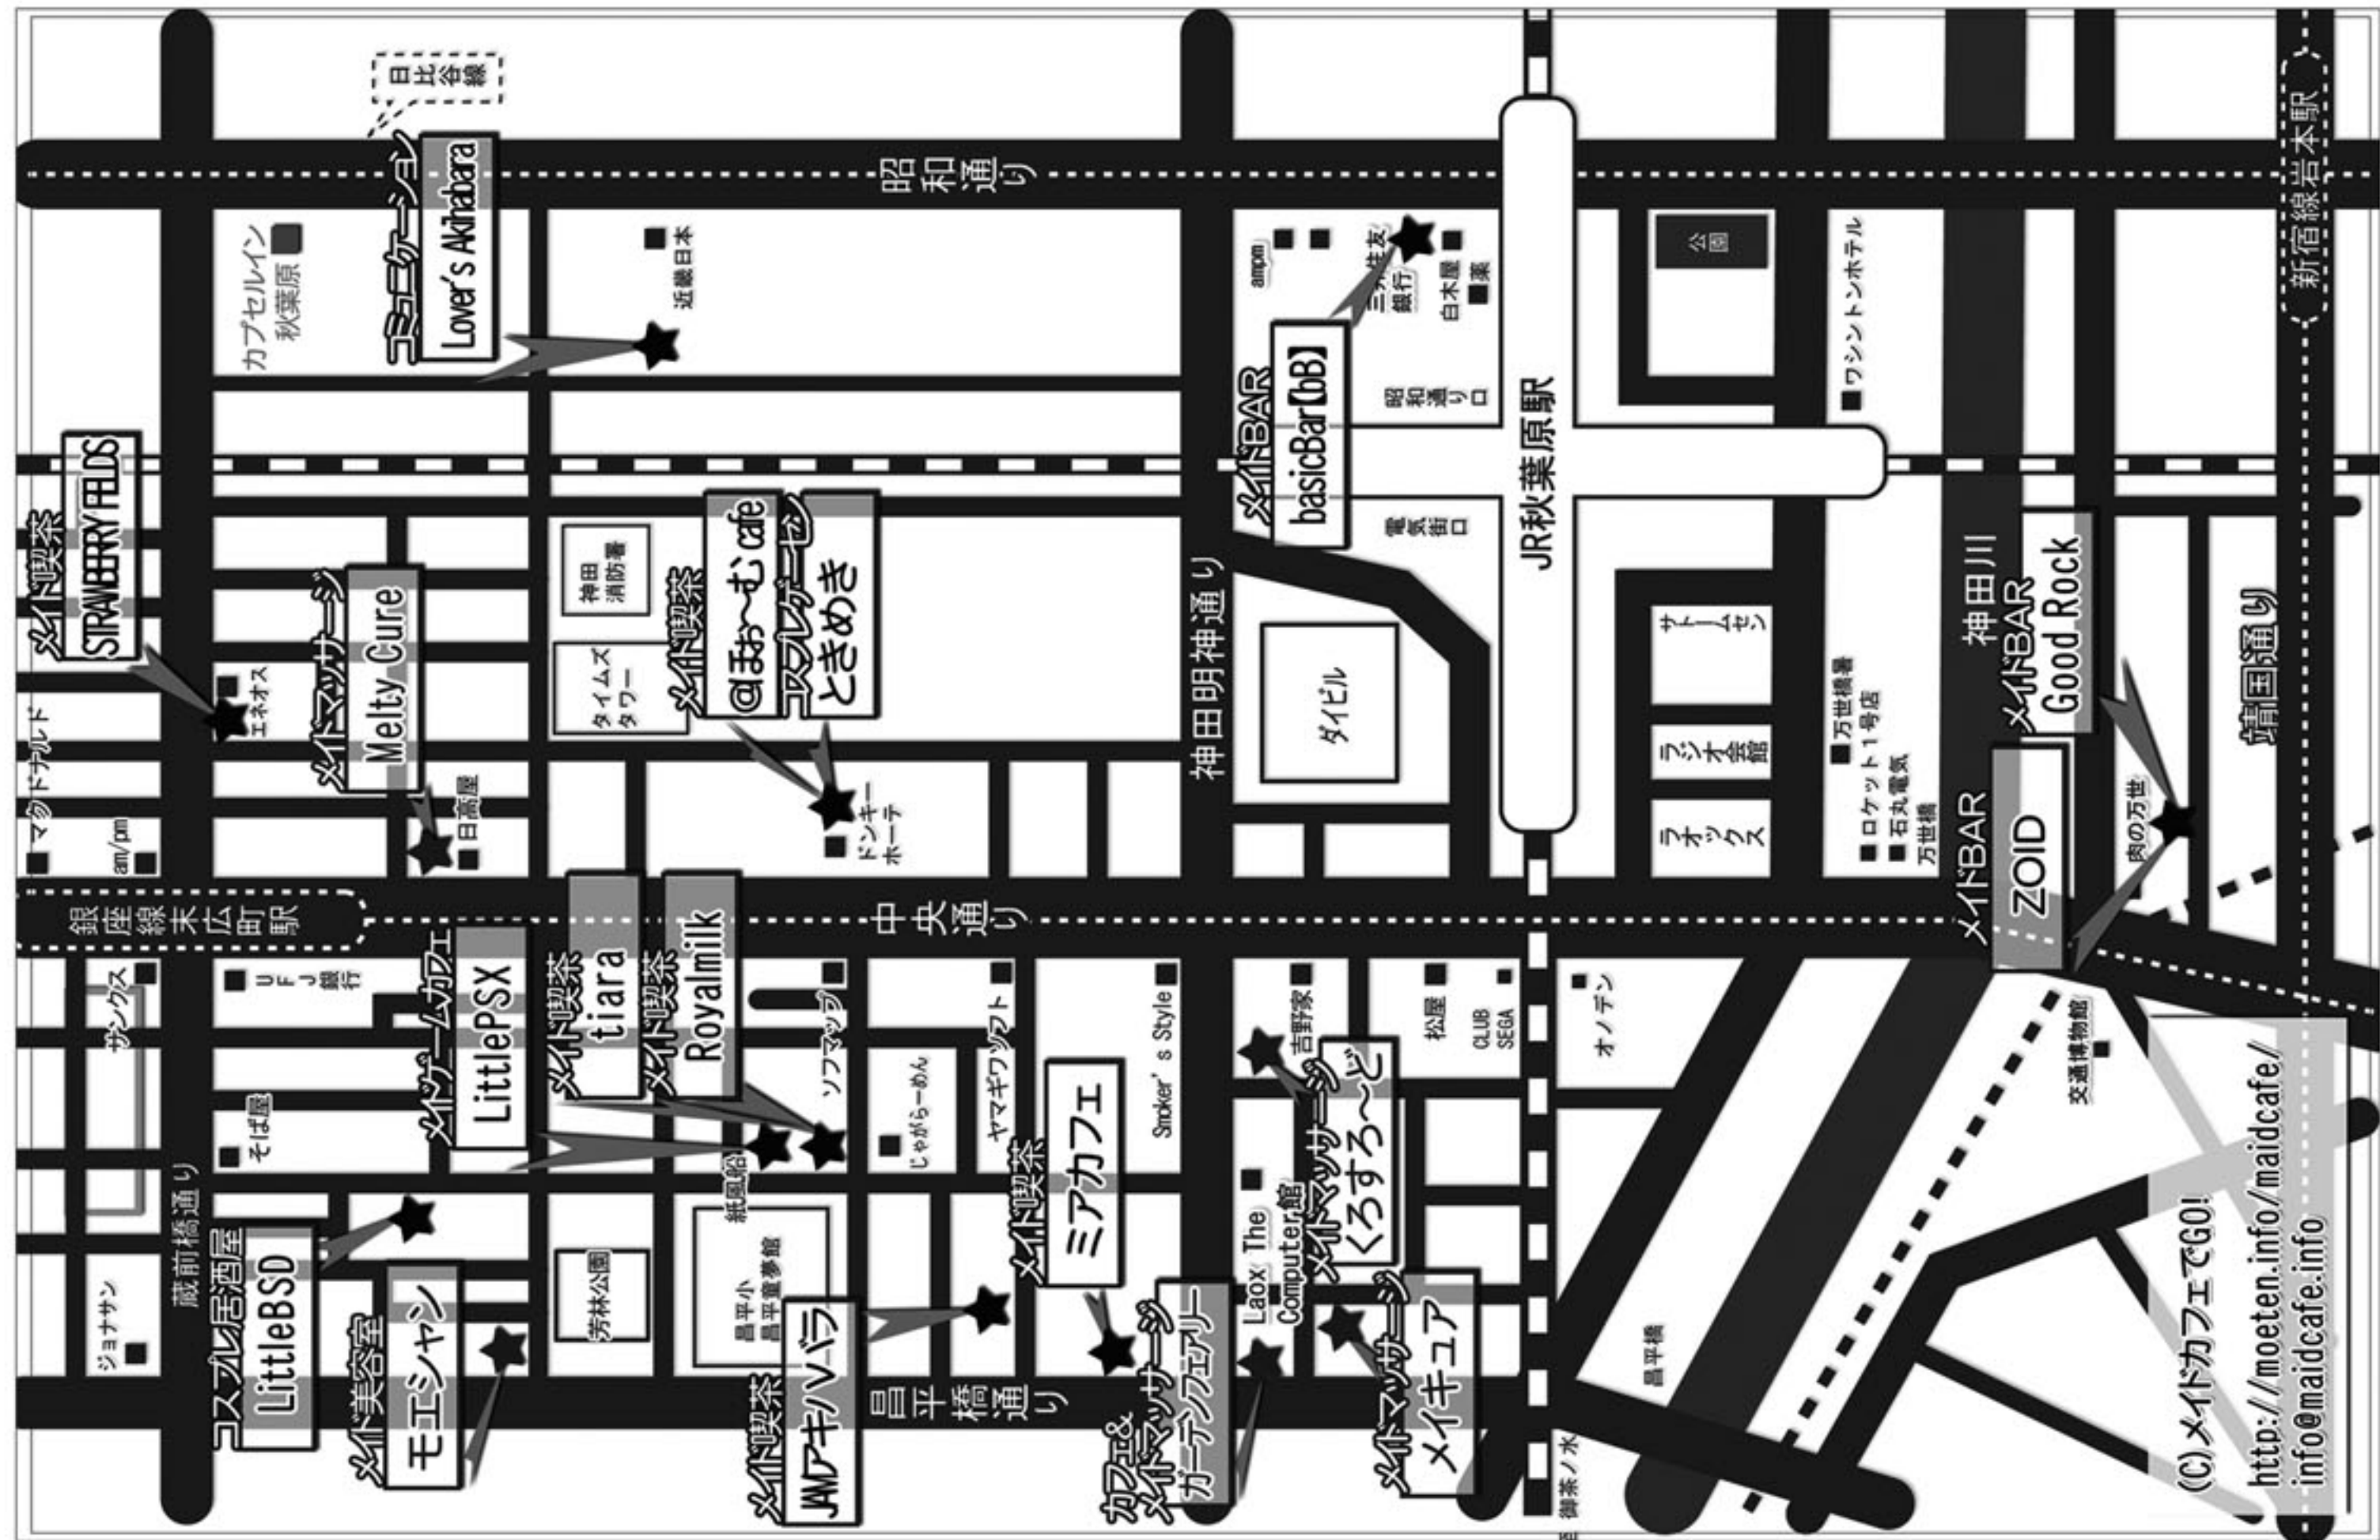 マクドナルド
メイド喫茶
STRAWBERRY FIELDS
銀座線末広町駅
ジョナサン
サンクス
am/pm
蔵前橋通り
コスプレ居酒屋
LittleBSD
そば屋
UFJ銀行
エネオス
カプセルイン
秋葉原
メイドマッサージ
Melty Cure
メイド美容室
モエシャン
コミュニケーション
Lover's Akihabara
日比谷線
メイドゲームカフェ
LittlePSX
日高屋
メイド喫茶
tiara
芳林公園
神田
消防署
タイムズ
タワー
メイド喫茶
Royalmilk
近畿日本
メイド喫茶
@ほぉ〜むcafe
コスプレゲーセン
ときめき
紙風船
昌平小
昌平童夢館
メイド喫茶
JAMアキハバラ
ソフマップ
ドンキー
ホーテ
昌平橋通り
中央通り
昭和通り
じゃがらーめん
ヤマギワソフト
メイド喫茶
ミアカフェ
Smoker's Style
カフェ&
メイドマッサージ
ガーデンフェアリー
神田明神通り
Laox The
Computer館
吉野家
メイドマッサージ
くろすろ〜ど
ダイビル
メイドBAR
basicBar【bB】
ampm
三井住友
銀行
白木屋
薬
昭和通り口
電気街口
メイドマッサージ
メイキュア
松屋
CLUB
SEGA
JR秋葉原駅
御茶ノ水
オノデン
昌平橋
ラオックス
ラジオ会館
サトームセン
公園
ワシントンホテル
万世橋署
ロケット1号店
石丸電気
万世橋
神田川
メイドBAR
ZOID
メイドBAR
Good Rock
交通博物館
肉の万世
靖国通り
新宿線岩本駅
(C)メイドカフェでGO!
http://moeten.info/maidcafe/
info@maidcafe.info